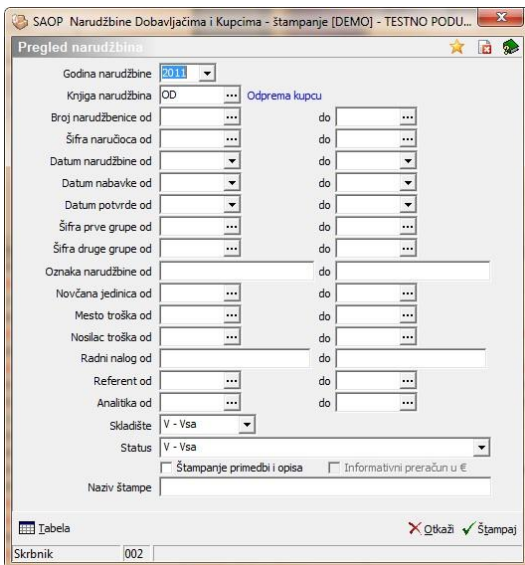 SAOP Narudžbine Dobavljačima i Kupcima - štampanje [DEMO] - TESTNO PODU...
Pregled narudžbina
Godina narudžbine 2011
Knjiga narudžbina OD ... Odprema kupcu
Broj narudžbenice od ... do ...
Šifra naručioca od ... do ...
Datum narudžbine od do
Datum nabavke od do
Datum potvrde od do
Šifra prve grupe od ... do ...
Šifra druge grupe od ... do ...
Oznaka narudžbine od do
Novčana jedinica od ... do ...
Mesto troška od ... do ...
Nosilac troška od ... do ...
Radni nalog od do
Referent od ... do ...
Analitika od ... do ...
Skladište V - Vsa
Status V - Vsa
Štampanje primedbi i opisa Informativni preračun u €
Naziv štampe
Tabela Otkaži Štampaj
Skrbnik 002